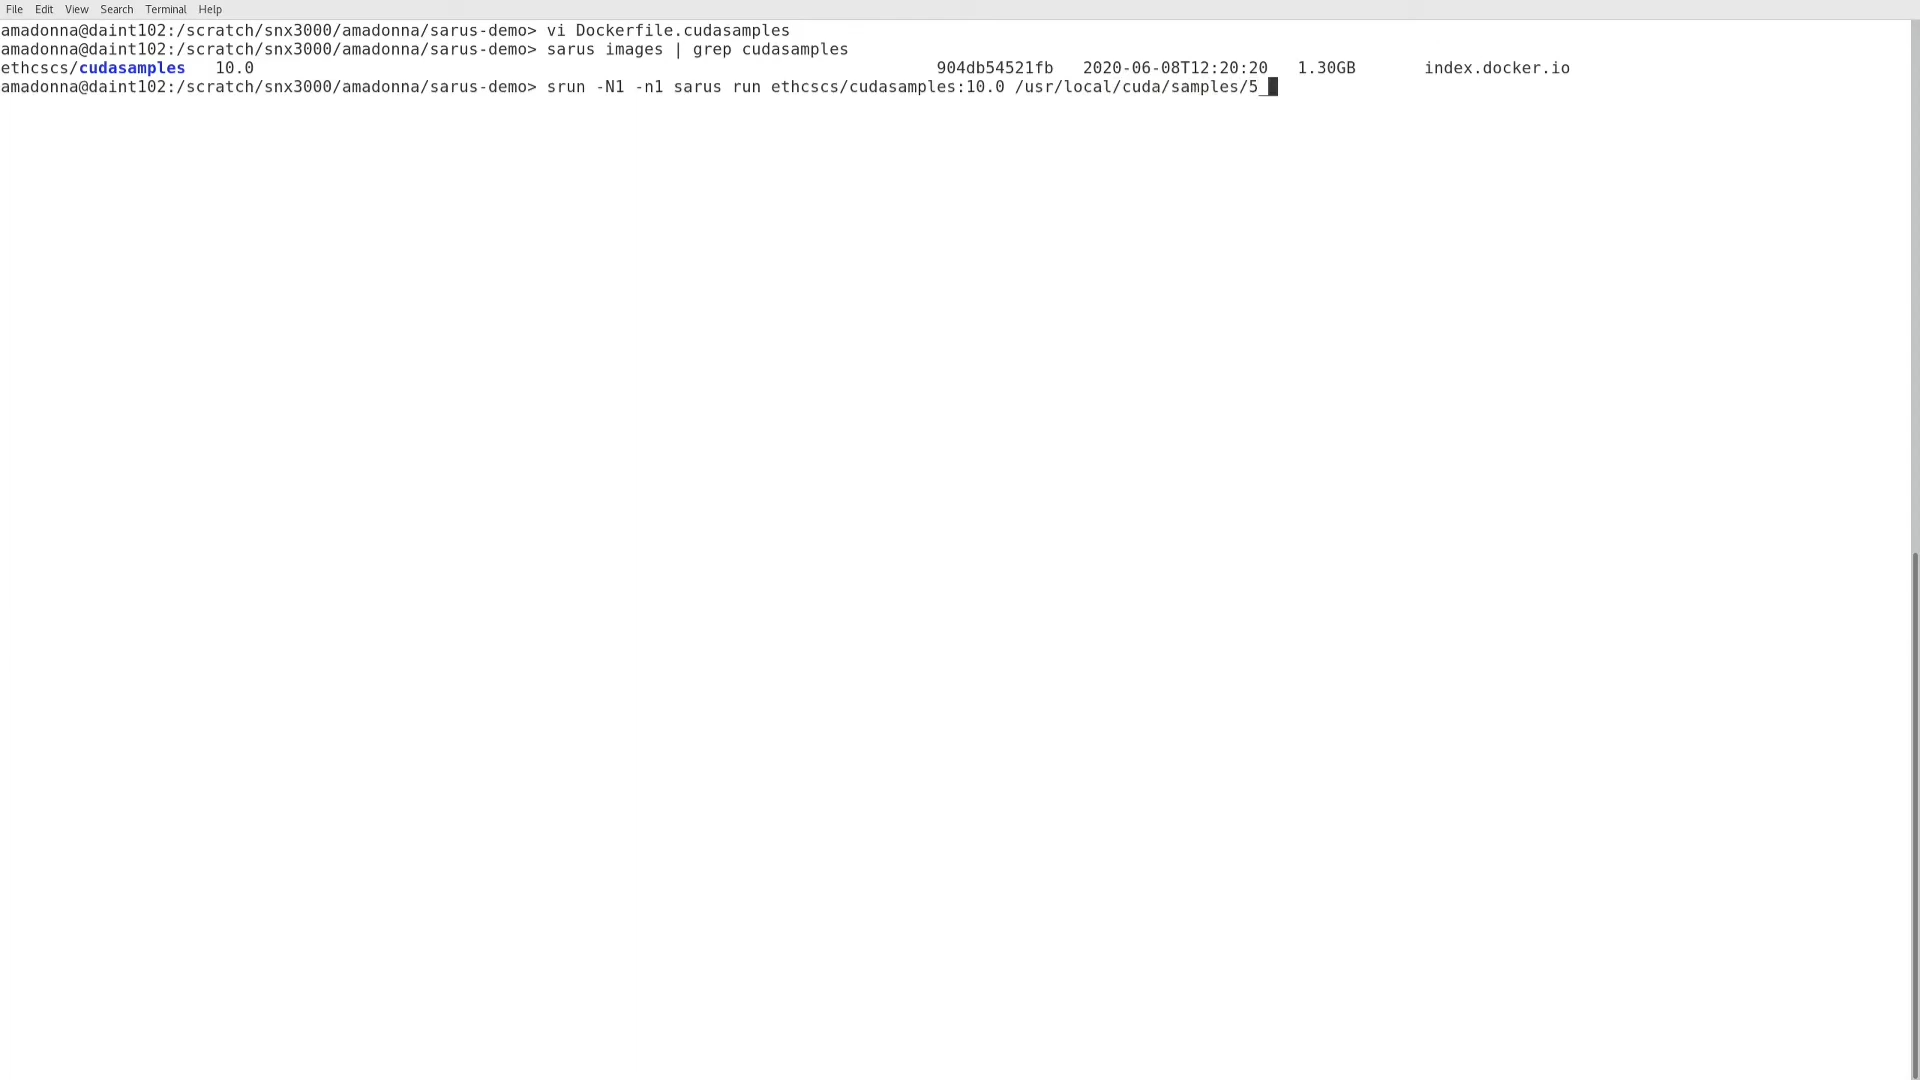 File Edit View Search Terminal Help
amadonna@daint102:/scratch/snx3000/amadonna/sarus-demo> vi Dockerfile.cudasamples
amadonna@daint102:/scratch/snx3000/amadonna/sarus-demo> sarus images | grep cudasamples
ethcscs/cudasamples 10.0 904db54521fb 2020-06-08T12:20:20 1.30GB index.docker.io
amadonna@daint102:/scratch/snx3000/amadonna/sarus-demo> srun -N1 -n1 sarus run ethcscs/cudasamples:10.0 /usr/local/cuda/samples/5_